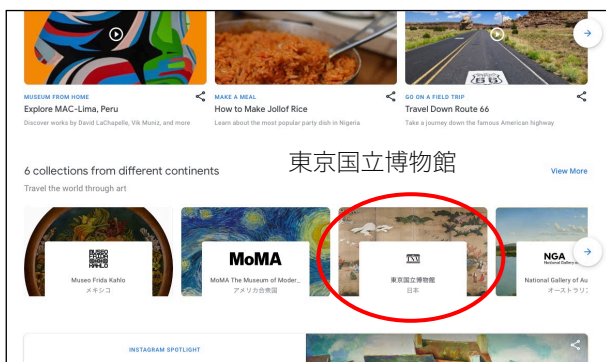 66
MUSEUM FROM HOME
Explore MAC-Lima, Peru
Discover works by David LaChapelle, Vik Muniz, and more
MAKE A MEAL
How to Make Jollof Rice
Learn about the most popular party dish in Nigeria
GO ON A FIELD TRIP
Travel Down Route 66
Take a journey down the famous American highway
東京国立博物館
6 collections from different continents
View More
Travel the world through art
MUSEO
FRIDA
KAHLO
Museo Frida Kahlo
メキシコ
MoMA
MoMA The Museum of Moder...
アメリカ合衆国
東京国立博物館
日本
NGA
National Gallery of Au
オーストラリ
INSTAGRAM SPOTLIGHT